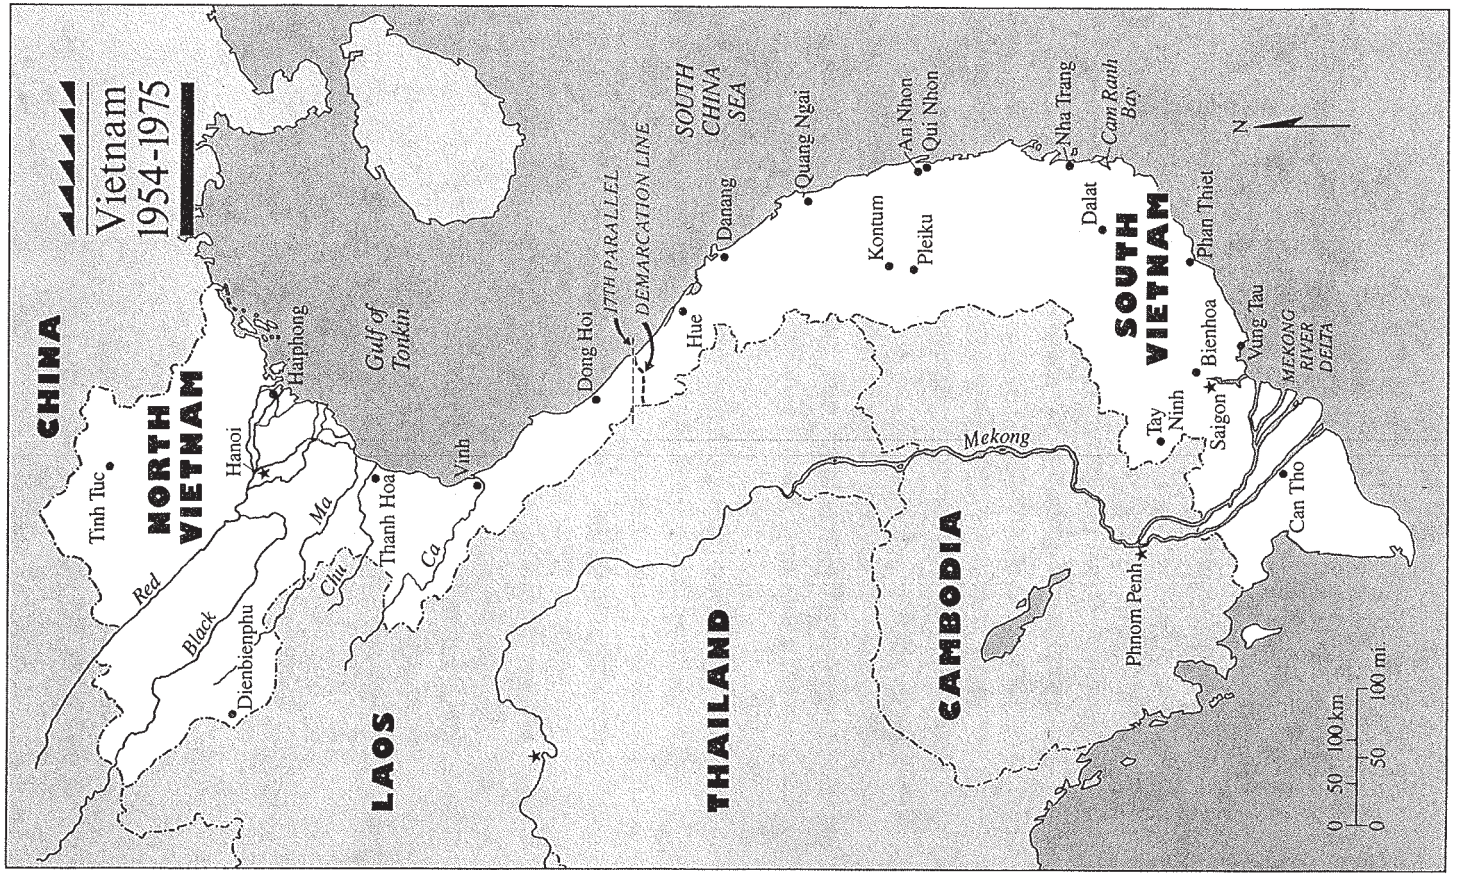 Vietnam
1954-1975
CHINA
Tinh Tuc
NORTH
VIETNAM
Red
Black
Hanoi
Haiphong
Dienbienphu
Ma
Chu
Thanh Hoa
Gulf of
Tonkin
Ca
Vinh
LAOS
Dong Hoi
17TH PARALLEL
DEMARCATION LINE
Hue
Danang
SOUTH
CHINA
SEA
THAILAND
Quang Ngai
Kontum
Pleiku
An Nhon
Qui Nhon
Mekong
CAMBODIA
Nha Trang
Cam Ranh
Bay
Dalat
SOUTH
VIETNAM
Phnom Penh
Tay
Ninh
Bienhoa
Phan Thiet
Saigon
Vung Tau
MEKONG
RIVER
DELTA
Can Tho
N
0 50 100 km
0 50 100 mi.